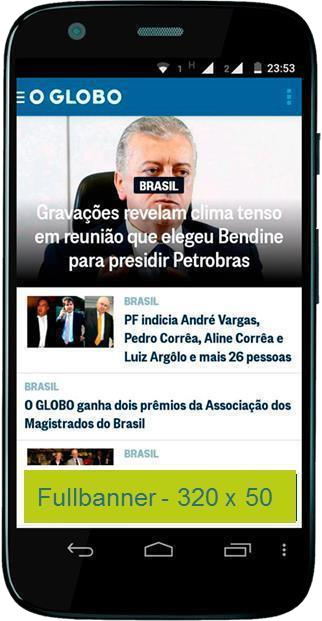 1 H 2 23:53
O GLOBO
BRASIL
Gravações revelam clima tenso
em reunião que elegeu Bendine
para presidir Petrobras
BRASIL
PF indicia André Vargas,
Pedro Corrêa, Aline Corrêa e
Luiz Argôlo e mais 26 pessoas
BRASIL
O GLOBO ganha dois prêmios da Associação dos
Magistrados do Brasil
BRASIL
Fullbanner - 320 x 50